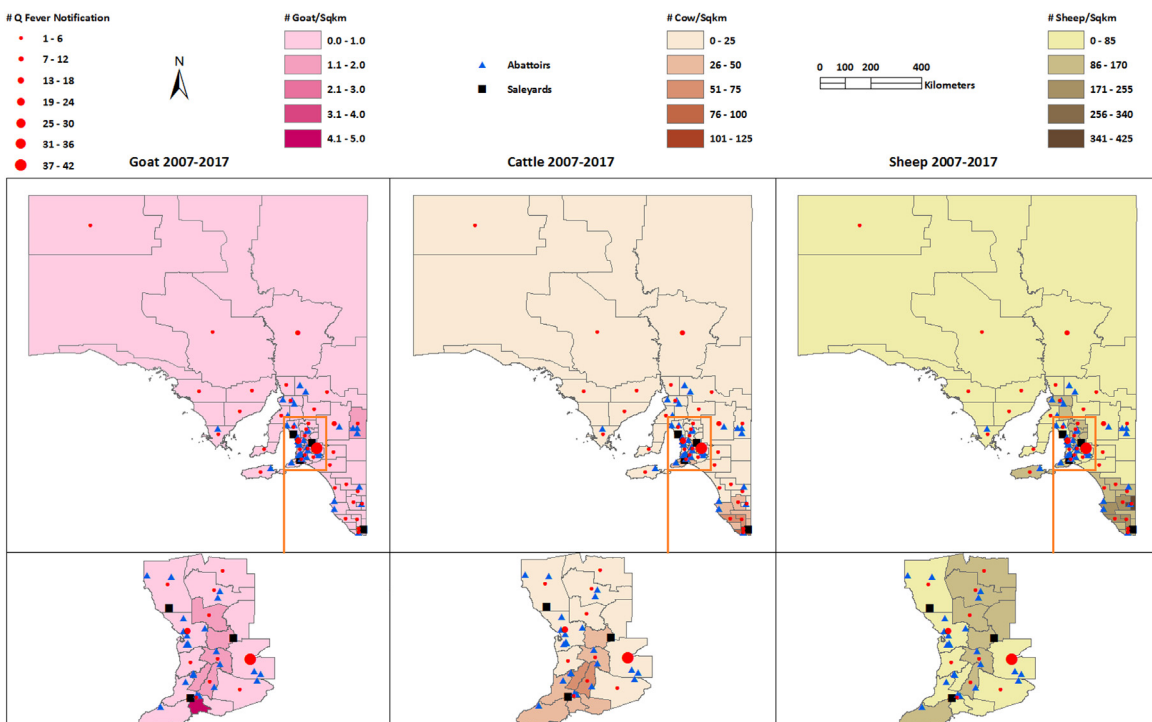 # Q Fever Notification
1 - 6
7 - 12
13 - 18
19 - 24
25 - 30
31 - 36
37 - 42
N
# Goat/Sqkm
0.0 - 1.0
1.1 - 2.0
2.1 - 3.0
3.1 - 4.0
4.1 - 5.0
Abattoirs
Saleyards
# Cow/Sqkm
0 - 25
26 - 50
51 - 75
76 - 100
101 - 125
0 100 200 400
Kilometers
# Sheep/Sqkm
0 - 85
86 - 170
171 - 255
256 - 340
341 - 425
Goat 2007-2017
Cattle 2007-2017
Sheep 2007-2017